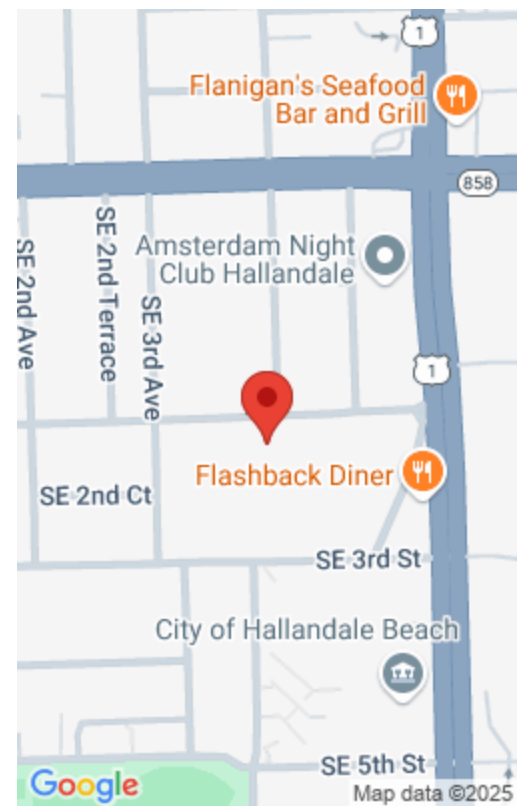 1
Flanigan's Seafood
Bar and Grill
858
Amsterdam Night
Club Hallandale
SE 2nd Ave
SE 2nd Terrace
SE 3rd Ave
1
Flashback Diner
SE 2nd Ct
SE 3rd St
City of Hallandale Beach
SE 5th St
Google
Map data ©2025